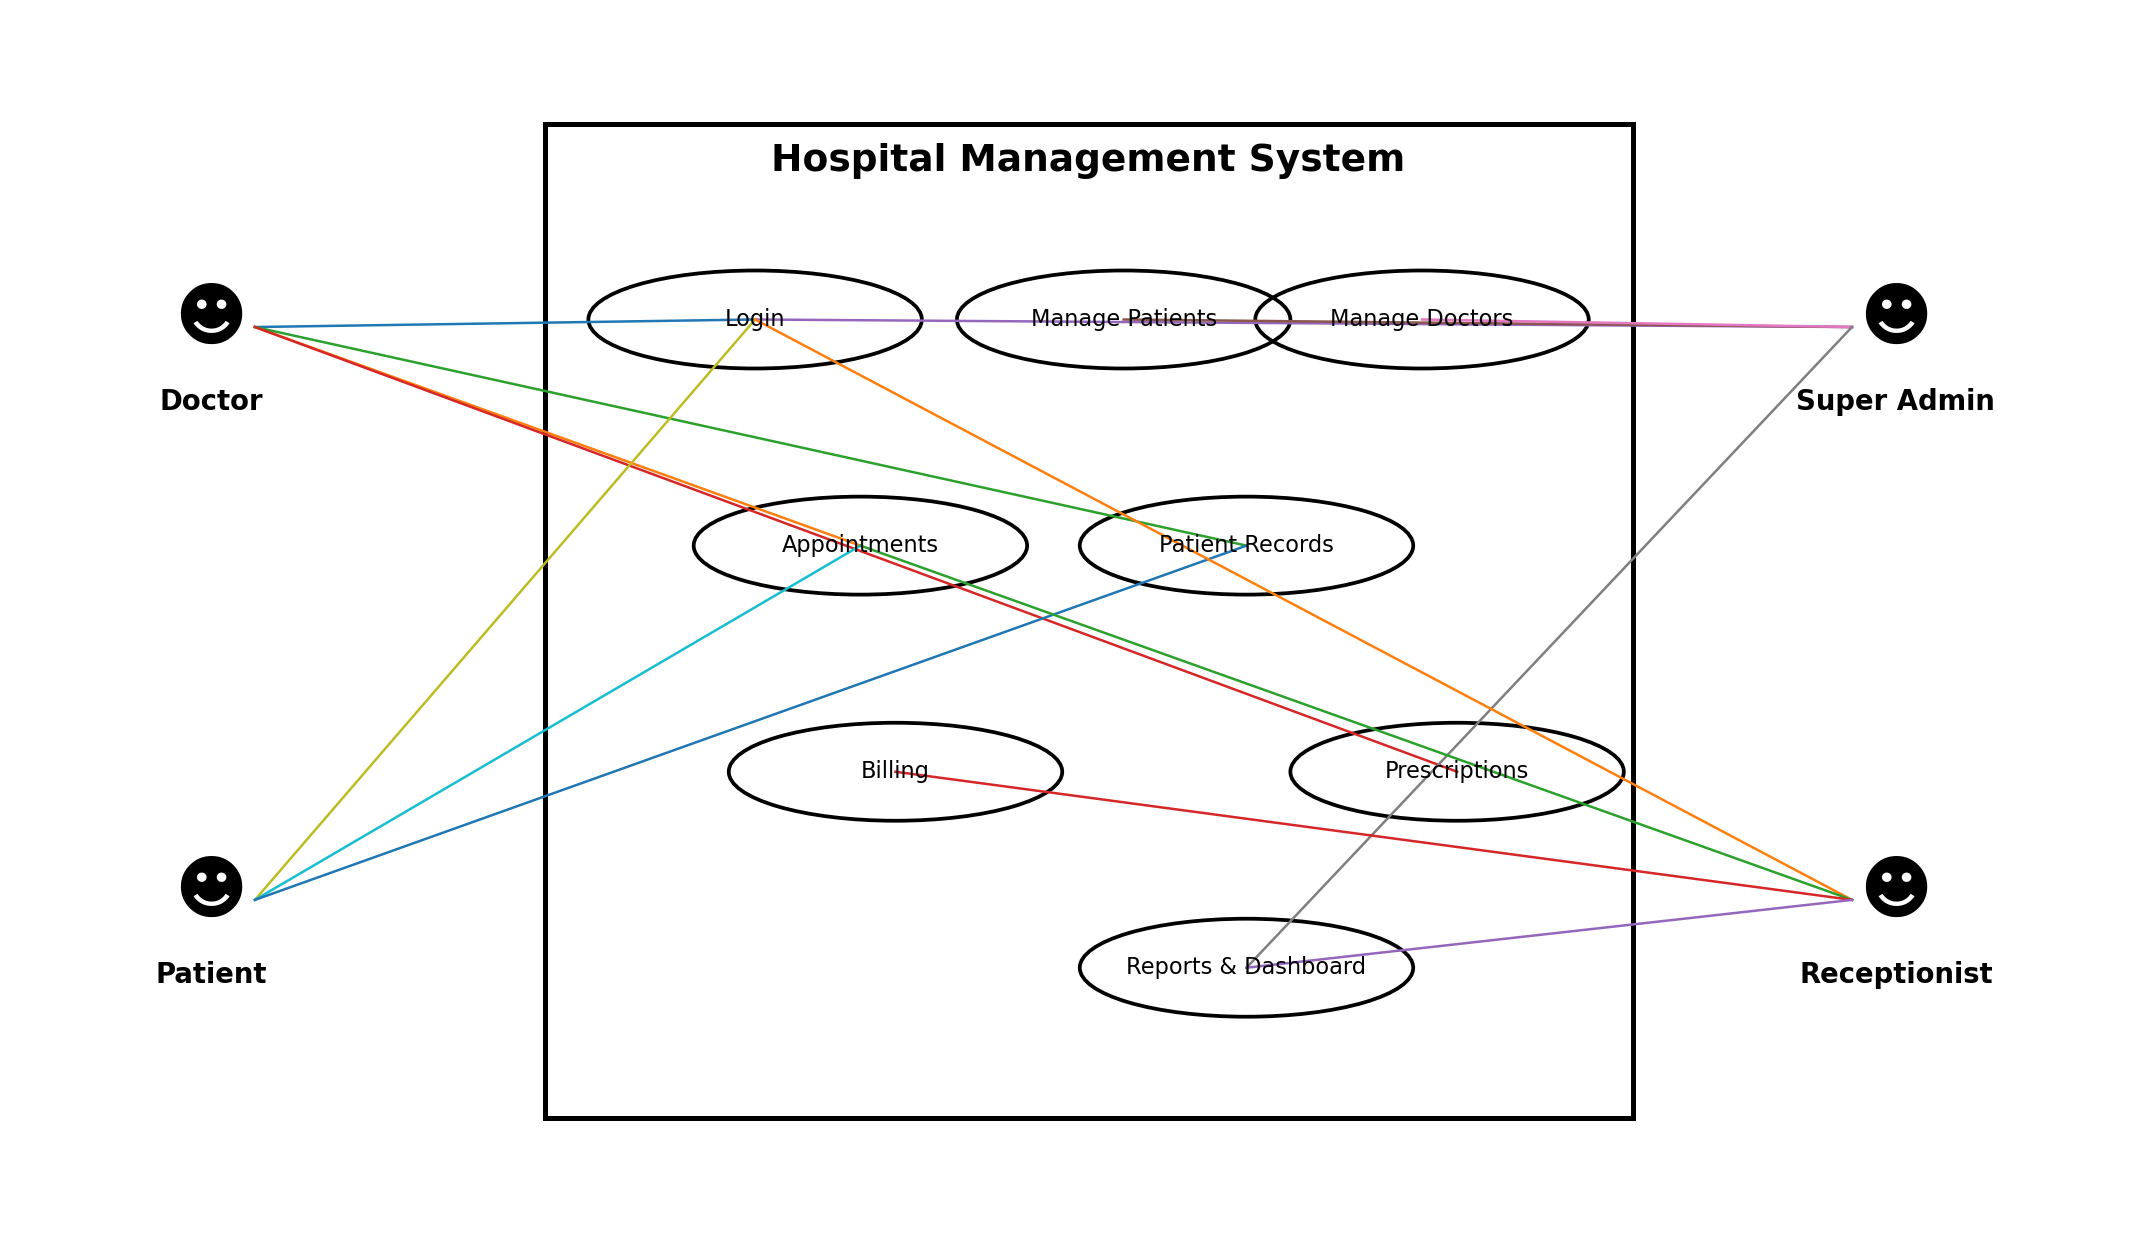 Hospital Management System
Login
Manage Patients
Manage Doctors
Doctor
Super Admin
Appointments
Patient Records
Billing
Prescriptions
Reports & Dashboard
Patient
Receptionist